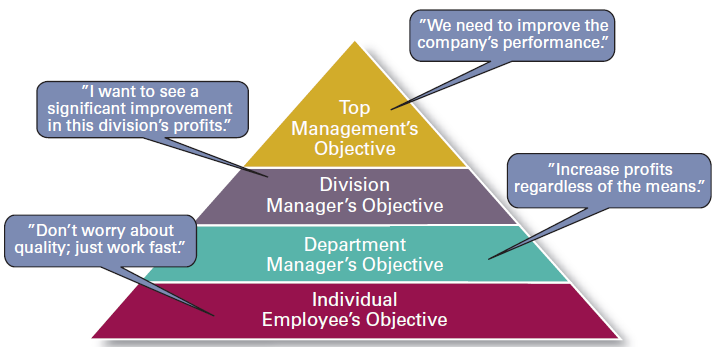 "We need to improve the
company's performance."
"I want to see a
significant improvement
in this division's profits."
Top
Management's
Objective
"Increase profits
regardless of the means."
Division
Manager's Objective
"Don't worry about
quality; just work fast."
Department
Manager's Objective
Individual
Employee's Objective